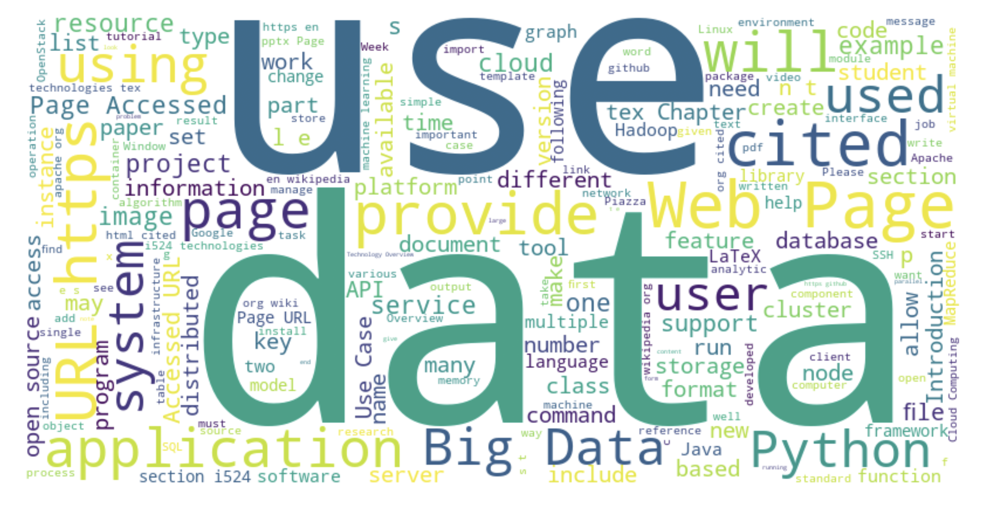 resource
list
tutorial
look
type
OpenStack
using
technologies tex
Page Accessed
use
https en
pptx Page
work
change
part
store
l e
Week
s
graph
import
cloud
template
word
github
environment
Linux
message
code
will
example
module
student
package
video
need
n t
used
virtual machine
machine learning
available
simple
time
important
case
version
following
tex Chapter
create
Hadoop
given
text
interface
job
cited
pdf
org cited
write
Apache
operation
problem
result
paper
set
instance
apache org
https
Window
container
project
information
en wikipedia
manage
platform
point
different
link
library
Please
section
written
algorithm
image
page
provide
large
network
Piazza
t e
Web Page
help
html cited
Google
task
i524 technologies
document
tool
feature
database
start
access
find
x
g
system
data
Technology Overview
LaTeX
SSH
p
analytic
want
parallel
MapReduce
Introduction
e s
see
may
add
note
single
infrastructure
Accessed URL
distributed
URL
program
open source
including
table
various
API
output
service
Overview
org wiki
Page URL
install
key
two
end
model
give
Use Case
name
many
memory
make
take
first
one
multiple
number
language
class
machine
command
wikipedia org
user
https github
component
cluster
support
run
content
storage
form
format
developed
client
node
computer
allow
open
Cloud Computing
file
well
object
must
source
research
application
SQL
Big Data
way
s t
reference
u
new
Java
Python
framework
running
process
section i524
software
server
include
based
standard
function
f